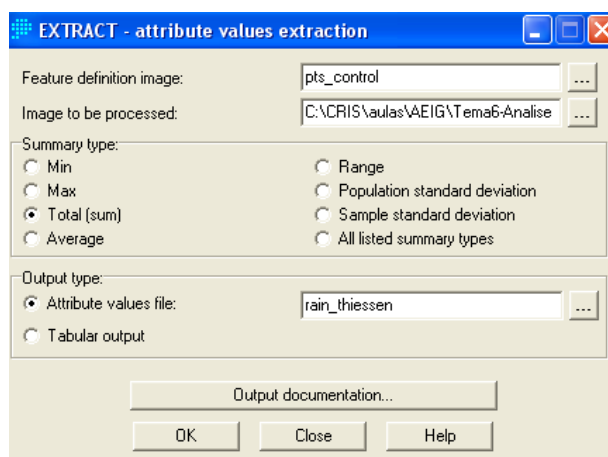 EXTRACT - attribute values extraction
Feature definition image: pts_control ...
Image to be processed: C:\CRIS\aulas\AEIG\Tema6-Analise ...
Summary type:
Min Range
Max Population standard deviation
Total (sum) Sample standard deviation
Average All listed summary types
Output type:
Attribute values file: rain_thiessen ...
Tabular output
Output documentation...
OK Close Help